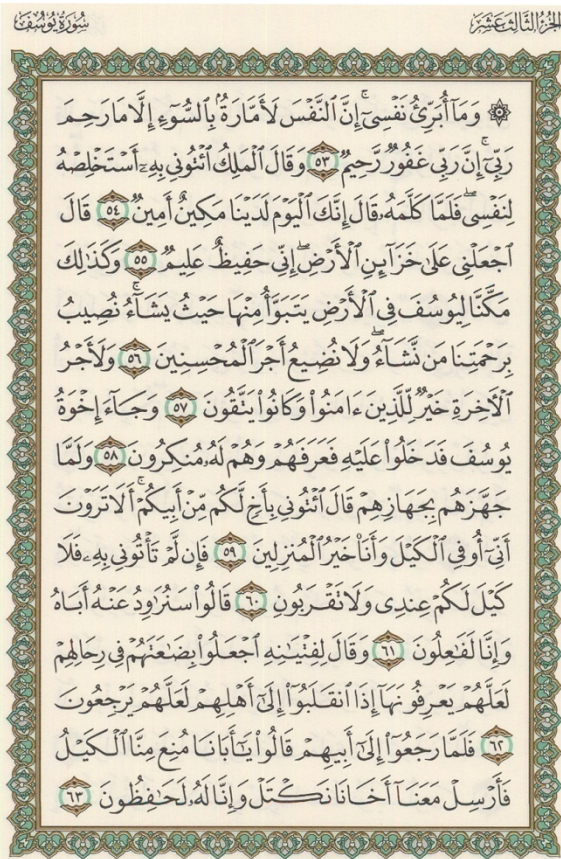 الجزء الثالث عشر
سورة يوسف
۞ وَمَآ أُبَرِّئُ نَفْسِىٓ ۚ إِنَّ ٱلنَّفْسَ لَأَمَّارَةٌۢ بِٱلسُّوٓءِ إِلَّا مَا رَحِمَ
رَبِّىٓ ۚ إِنَّ رَبِّى غَفُورٌ رَّحِيمٌ ٥٣ وَقَالَ ٱلْمَلِكُ ٱئْتُونِى بِهِۦٓ أَسْتَخْلِصْهُ
لِنَفْسِى ۖ فَلَمَّا كَلَّمَهُۥ قَالَ إِنَّكَ ٱلْيَوْمَ لَدَيْنَا مَكِينٌ أَمِينٌ ٥٤ قَالَ
ٱجْعَلْنِى عَلَىٰ خَزَآئِنِ ٱلْأَرْضِ ۖ إِنِّى حَفِيظٌ عَلِيمٌ ٥٥ وَكَذَٰلِكَ
مَكَّنَّا لِيُوسُفَ فِى ٱلْأَرْضِ يَتَبَوَّأُ مِنْهَا حَيْثُ يَشَآءُ ۚ نُصِيبُ
بِرَحْمَتِنَا مَن نَّشَآءُ ۖ وَلَا نُضِيعُ أَجْرَ ٱلْمُحْسِنِينَ ٥٦ وَلَأَجْرُ
ٱلْـَٔاخِرَةِ خَيْرٌ لِّلَّذِينَ ءَامَنُوا۟ وَكَانُوا۟ يَتَّقُونَ ٥٧ وَجَآءَ إِخْوَةُ
يُوسُفَ فَدَخَلُوا۟ عَلَيْهِ فَعَرَفَهُمْ وَهُمْ لَهُۥ مُنكِرُونَ ٥٨ وَلَمَّا
جَهَّزَهُم بِجَهَازِهِمْ قَالَ ٱئْتُونِى بِأَخٍ لَّكُم مِّنْ أَبِيكُمْ ۚ أَلَا تَرَوْنَ
أَنِّىٓ أُوفِى ٱلْكَيْلَ وَأَنَا۠ خَيْرُ ٱلْمُنزِلِينَ ٥٩ فَإِن لَّمْ تَأْتُونِى بِهِۦ فَلَا
كَيْلَ لَكُمْ عِندِى وَلَا تَقْرَبُونِ ٦٠ قَالُوا۟ سَنُرَٰوِدُ عَنْهُ أَبَاهُ
وَإِنَّا لَفَـٰعِلُونَ ٦١ وَقَالَ لِفِتْيَـٰنِهِ ٱجْعَلُوا۟ بِضَـٰعَتَهُمْ فِى رِحَالِهِمْ
لَعَلَّهُمْ يَعْرِفُونَهَآ إِذَا ٱنقَلَبُوٓا۟ إِلَىٰٓ أَهْلِهِمْ لَعَلَّهُمْ يَرْجِعُونَ
٦٢ فَلَمَّا رَجَعُوٓا۟ إِلَىٰٓ أَبِيهِمْ قَالُوا۟ يَـٰٓأَبَانَا مُنِعَ مِنَّا ٱلْكَيْلُ
فَأَرْسِلْ مَعَنَآ أَخَانَا نَكْتَلْ وَإِنَّا لَهُۥ لَحَـٰفِظُونَ ٦٣